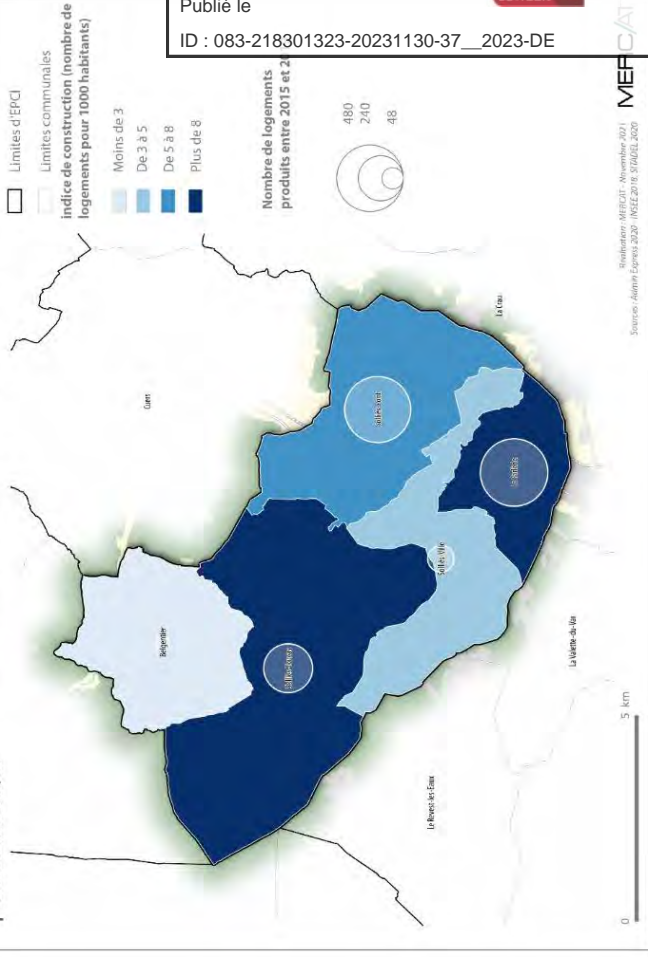 Publié le
ID : 083-218301323-20231130-37__2023-DE
Limites d'EPCI
Limites communales
indice de construction (nombre de
logements pour 1000 habitants)
Moins de 3
De 3 à 5
De 5 à 8
Plus de 8
Nombre de logements
produits entre 2015 et
480
240
48
Cuers
Belgentier
Solliès-Pont
La Crau
Solliès-Toucas
Solliès-Ville
La Farlède
La Valette-du-Var
Le Revest-les-Eaux
0
5 km
Réalisation : MERCAT - Novembre 2021
Sources : Admin Express 2020 - INSEE 2018, SITADEL 2020
MERC/AT